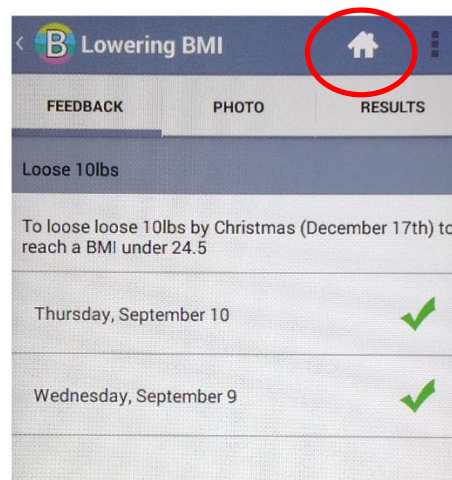 B Lowering BMI
FEEDBACK PHOTO RESULTS
Loose 10lbs
To loose loose 10lbs by Christmas (December 17th) to
reach a BMI under 24.5
Thursday, September 10
Wednesday, September 9